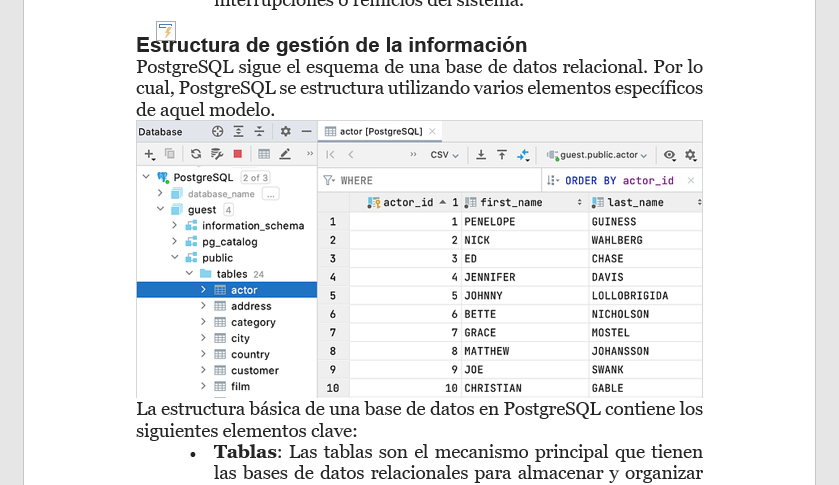 interrupciones o reinicios del sistema.
Estructura de gestión de la información
PostgreSQL sigue el esquema de una base de datos relacional. Por lo
cual, PostgreSQL se estructura utilizando varios elementos específicos
de aquel modelo.
Database
actor [PostgreSQL]
CSV
guest.public.actor
PostgreSQL 2 of 3
database_name ...
guest 4
information_schema
pg_catalog
public
tables 24
actor
address
category
city
country
customer
film
WHERE
ORDER BY actor_id
actor_id 1 first_name last_name
1 1 PENELOPE GUINESS
2 2 NICK WAHLBERG
3 3 ED CHASE
4 4 JENNIFER DAVIS
5 5 JOHNNY LOLLOBRIGIDA
6 6 BETTE NICHOLSON
7 7 GRACE MOSTEL
8 8 MATTHEW JOHANSSON
9 9 JOE SWANK
10 10 CHRISTIAN GABLE
La estructura básica de una base de datos en PostgreSQL contiene los
siguientes elementos clave:
• Tablas: Las tablas son el mecanismo principal que tienen
las bases de datos relacionales para almacenar y organizar